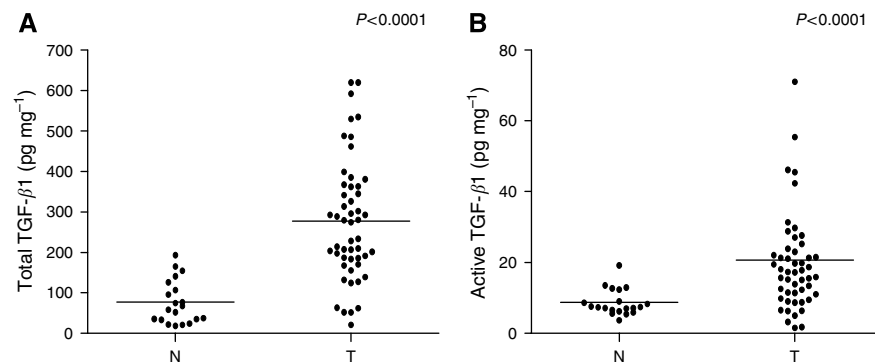 A
P<0.0001
Total TGF-β1 (pg mg⁻¹)
700
600
500
400
300
200
100
0
N T
B
P<0.0001
Active TGF-β1 (pg mg⁻¹)
80
60
40
20
0
N T